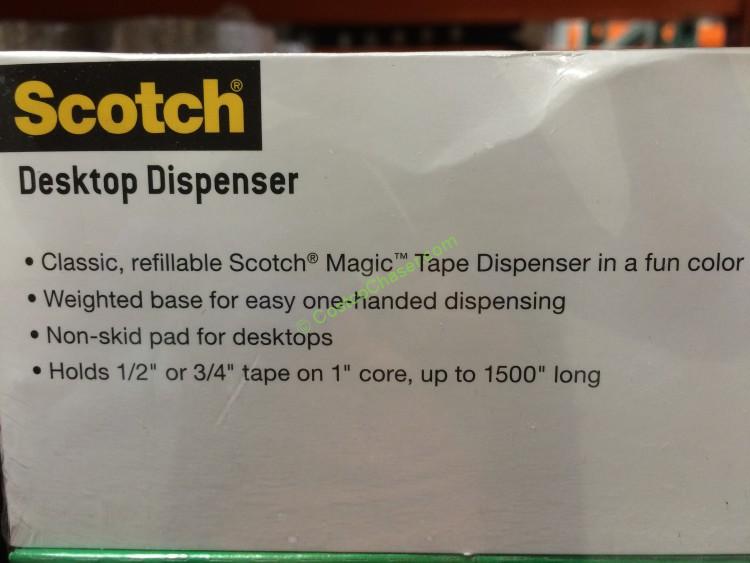 Scotch®
Desktop Dispenser
• Classic, refillable Scotch® Magic™ Tape Dispenser in a fun color
• Weighted base for easy one-handed dispensing
• Non-skid pad for desktops
• Holds 1/2" or 3/4" tape on 1" core, up to 1500" long
© CostcoChaser.com